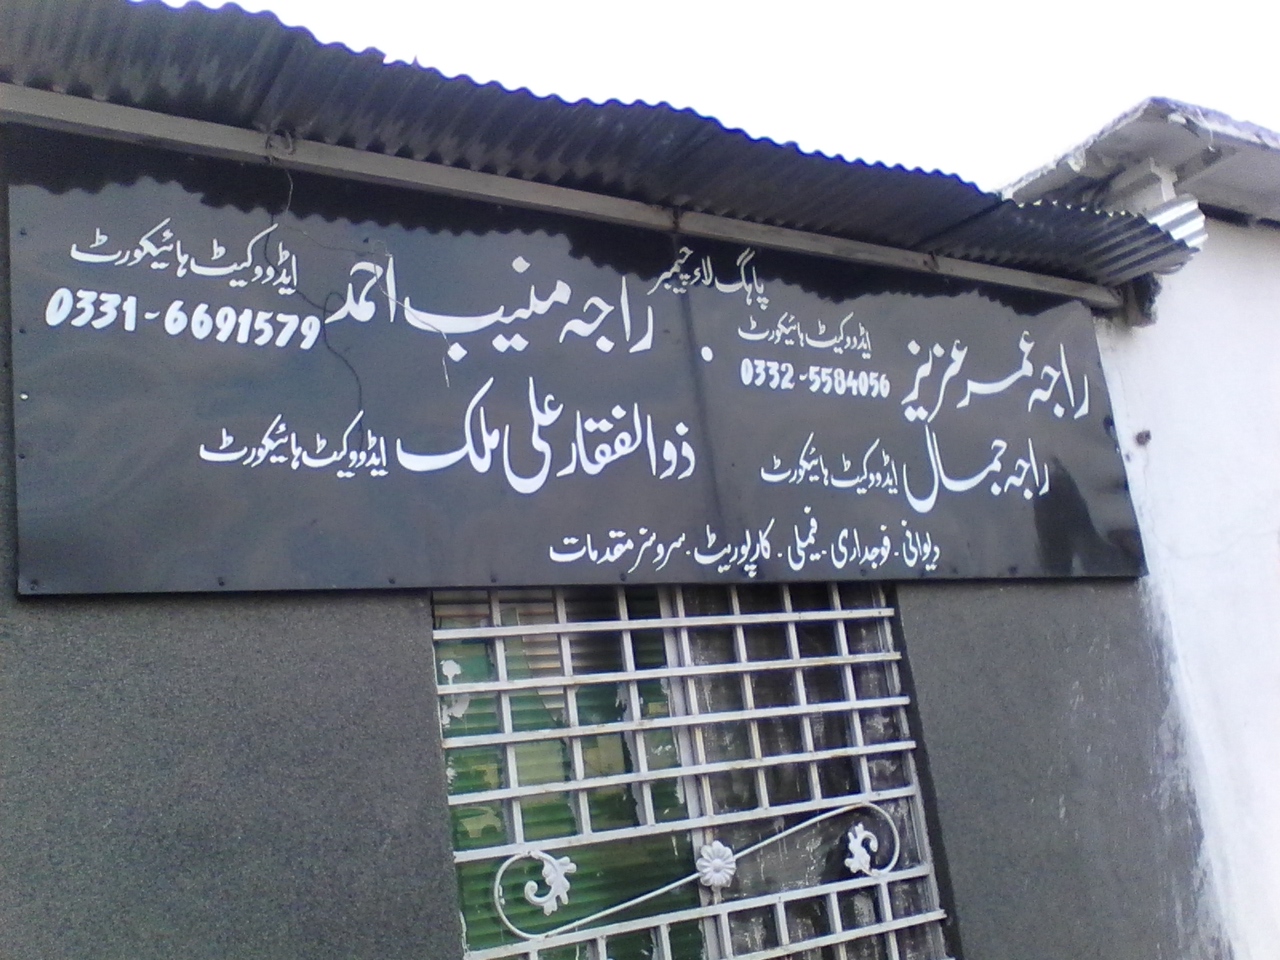 پاہگ لاء چیمبر
راجہ عمر عزیز ایڈووکیٹ ہائیکورٹ
0332-5584056
راجہ منیب احمد ایڈووکیٹ ہائیکورٹ
0331-6691579
راجہ جمال ایڈووکیٹ ہائیکورٹ
ذوالفقار علی ملک ایڈووکیٹ ہائیکورٹ
دیوانی - فوجداری - فیملی - کارپوریٹ - سروسز مقدمات